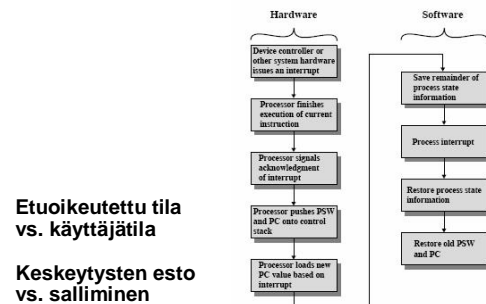 Hardware
Device controller or
other system hardware
issues an interrupt
Processor finishes
execution of current
instruction
Processor signals
acknowledgment
of interrupt
Processor pushes PSW
and PC onto control
stack
Processor loads new
PC value based on
interrupt
Software
Save remainder of
process state
information
Process interrupt
Restore process state
information
Restore old PSW
and PC
Etuoikeutettu tila
vs. käyttäjätila
Keskeytysten esto
vs. salliminen